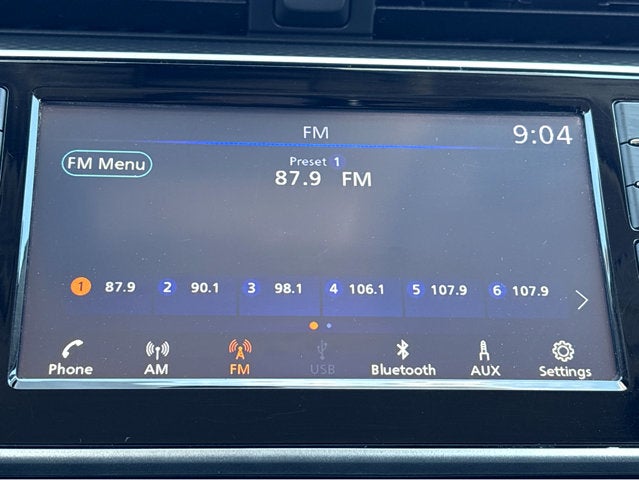 FM
9:04
FM Menu
Preset 1
87.9 FM
1 87.9 2 90.1 3 98.1 4 106.1 5 107.9 6 107.9
Phone AM FM USB Bluetooth AUX Settings